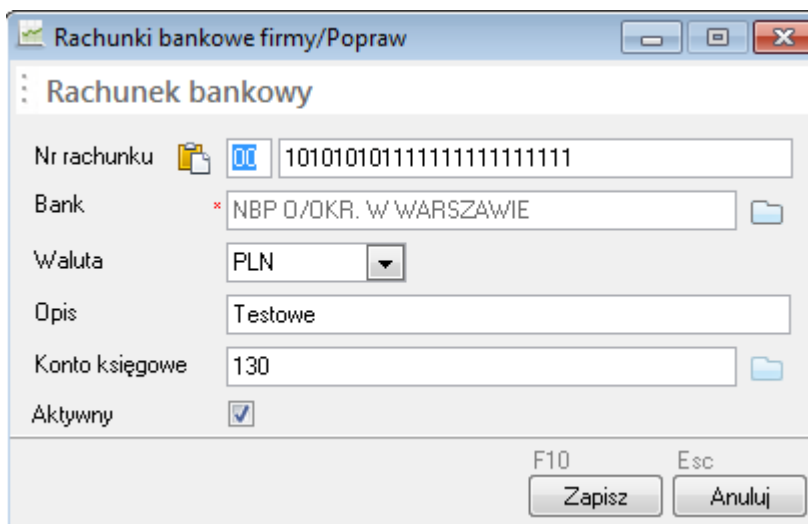 Rachunki bankowe firmy/Popraw
Rachunek bankowy
Nr rachunku 00 101010101111111111111111
Bank * NBP O/OKR. W WARSZAWIE
Waluta PLN
Opis Testowe
Konto księgowe 130
Aktywny
F10 Esc
Zapisz Anuluj